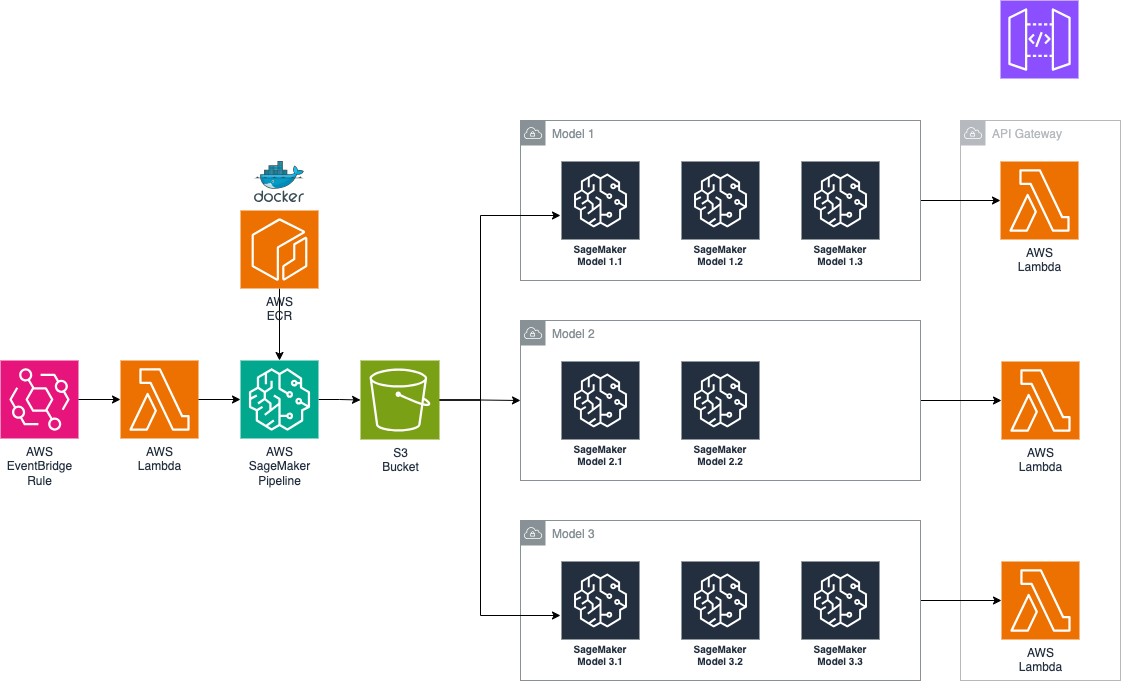 Model 1
API Gateway
docker
SageMaker
Model 1.1
SageMaker
Model 1.2
SageMaker
Model 1.3
AWS
Lambda
AWS
ECR
Model 2
AWS
EventBridge
Rule
AWS
Lambda
AWS
SageMaker
Pipeline
S3
Bucket
SageMaker
Model 2.1
SageMaker
Model 2.2
AWS
Lambda
Model 3
SageMaker
Model 3.1
SageMaker
Model 3.2
SageMaker
Model 3.3
AWS
Lambda